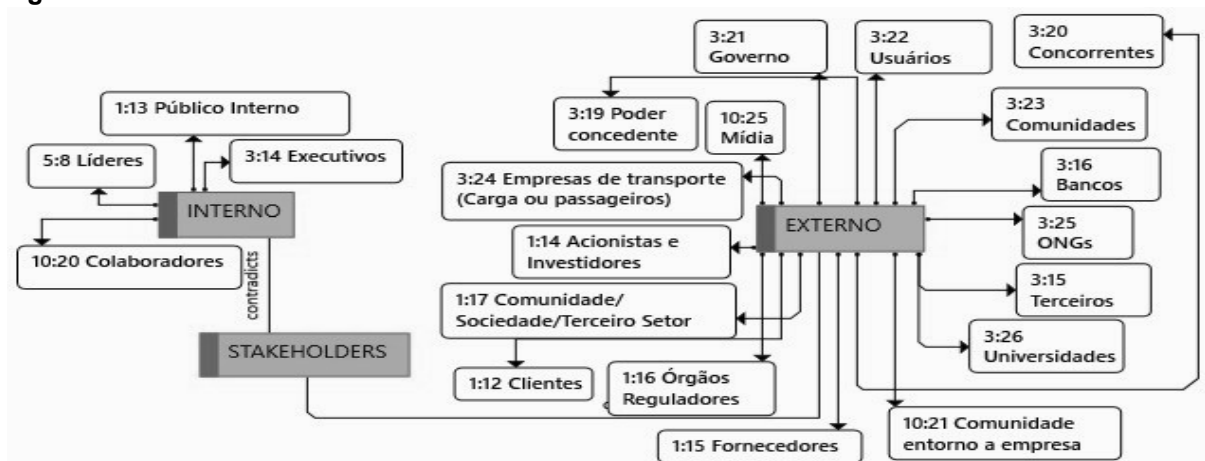 3:21
Governo
3:22
Usuários
3:20
Concorrentes
1:13 Público Interno
3:19 Poder
concedente
10:25
Mídia
3:23
Comunidades
5:8 Líderes
3:14 Executivos
3:24 Empresas de transporte
(Carga ou passageiros)
3:16
Bancos
INTERNO
EXTERNO
3:25
ONGs
10:20 Colaboradores
1:14 Acionistas e
Investidores
contradicts
3:15
Terceiros
1:17 Comunidade/
Sociedade/Terceiro Setor
STAKEHOLDERS
3:26
Universidades
1:12 Clientes
1:16 Órgãos
Reguladores
10:21 Comunidade
entorno a empresa
1:15 Fornecedores